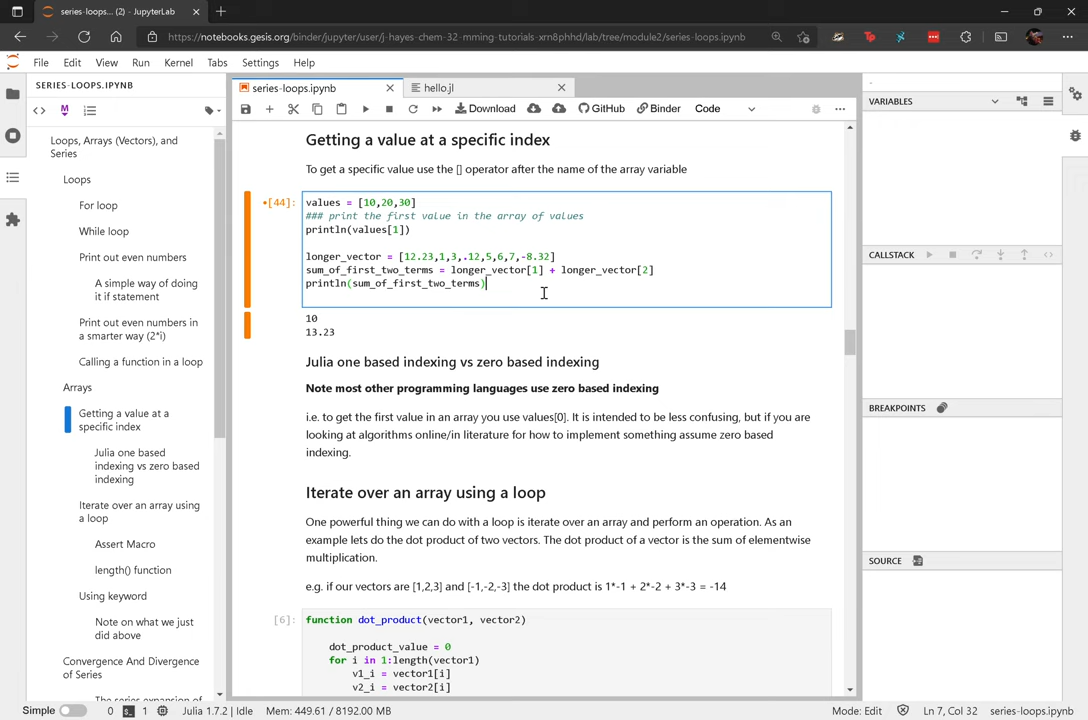 series-loops... (2) - JupyterLab
https://notebooks.gesis.org/binder/jupyter/user/j-hayes-chem-32-mming-tutorials-xrn8phhd/lab/tree/module2/series-loops.ipynb
File Edit View Run Kernel Tabs Settings Help
SERIES-LOOPS.IPYNB
Loops, Arrays (Vectors), and
Series
Loops
For loop
While loop
Print out even numbers
A simple way of doing
it if statement
Print out even numbers in
a smarter way (2*i)
Calling a function in a loop
Arrays
Getting a value at a
specific index
Julia one based
indexing vs zero based
indexing
Iterate over an array using
a loop
Assert Macro
length() function
Using keyword
Note on what we just
did above
Convergence And Divergence
of Series
The series expansion of
series-loops.ipynb
hello.jl
Download GitHub Binder Code
Getting a value at a specific index
To get a specific value use the [] operator after the name of the array variable
•[44]:
values = [10,20,30]
### print the first value in the array of values
println(values[1])
longer_vector = [12.23,1,3,.12,5,6,7,-8.32]
sum_of_first_two_terms = longer_vector[1] + longer_vector[2]
println(sum_of_first_two_terms)
10
13.23
Julia one based indexing vs zero based indexing
Note most other programming languages use zero based indexing
i.e. to get the first value in an array you use values[0]. It is intended to be less confusing, but if you are
looking at algorithms online/in literature for how to implement something assume zero based
indexing.
Iterate over an array using a loop
One powerful thing we can do with a loop is iterate over an array and perform an operation. As an
example lets do the dot product of two vectors. The dot product of a vector is the sum of elementwise
multiplication.
e.g. if our vectors are [1,2,3] and [-1,-2,-3] the dot product is 1*-1 + 2*-2 + 3*-3 = -14
[6]:
function dot_product(vector1, vector2)
dot_product_value = 0
for i in 1:length(vector1)
v1_i = vector1[i]
v2_i = vector2[i]
VARIABLES
CALLSTACK
BREAKPOINTS
SOURCE
Simple 0 1 Julia 1.7.2 | Idle Mem: 449.61 / 8192.00 MB Mode: Edit Ln 7, Col 32 series-loops.ipynb